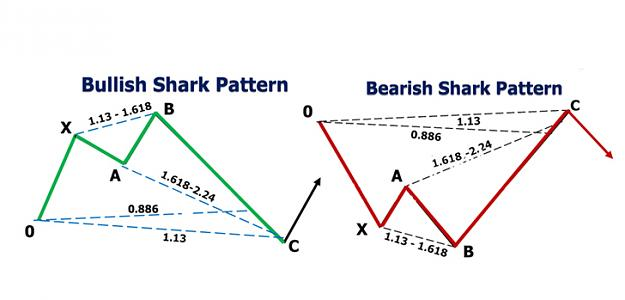 Bullish Shark Pattern
1.13 - 1.618
B
X
A
1.618-2.24
0.886
0
1.13
C
Bearish Shark Pattern
0
C
1.13
0.886
1.618-2.24
A
X
1.13 - 1.618
B